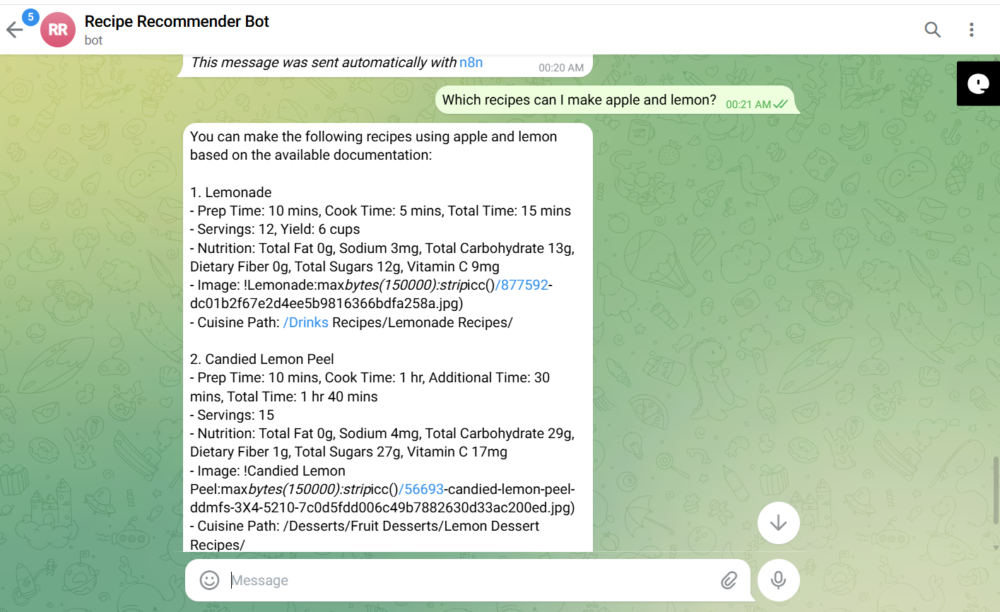 5
RR
Recipe Recommender Bot
bot
This message was sent automatically with n8n
00:20 AM
Which recipes can I make apple and lemon?
00:21 AM
You can make the following recipes using apple and lemon
based on the available documentation:
1. Lemonade
- Prep Time: 10 mins, Cook Time: 5 mins, Total Time: 15 mins
- Servings: 12, Yield: 6 cups
- Nutrition: Total Fat 0g, Sodium 3mg, Total Carbohydrate 13g,
Dietary Fiber 0g, Total Sugars 12g, Vitamin C 9mg
- Image: !Lemonade:maxbytes(150000):stripicc()/877592-
dc01b2f67e2d4ee5b9816366bdfa258a.jpg)
- Cuisine Path: /Drinks Recipes/Lemonade Recipes/
2. Candied Lemon Peel
- Prep Time: 10 mins, Cook Time: 1 hr, Additional Time: 30
mins, Total Time: 1 hr 40 mins
- Servings: 15
- Nutrition: Total Fat 0g, Sodium 4mg, Total Carbohydrate 29g,
Dietary Fiber 1g, Total Sugars 27g, Vitamin C 17mg
- Image: !Candied Lemon
Peel:maxbytes(150000):stripicc()/56693-candied-lemon-peel-
ddmfs-3X4-5210-7c0d5fdd006c49b7882630d33ac200ed.jpg)
- Cuisine Path: /Desserts/Fruit Desserts/Lemon Dessert
Recipes/
Message